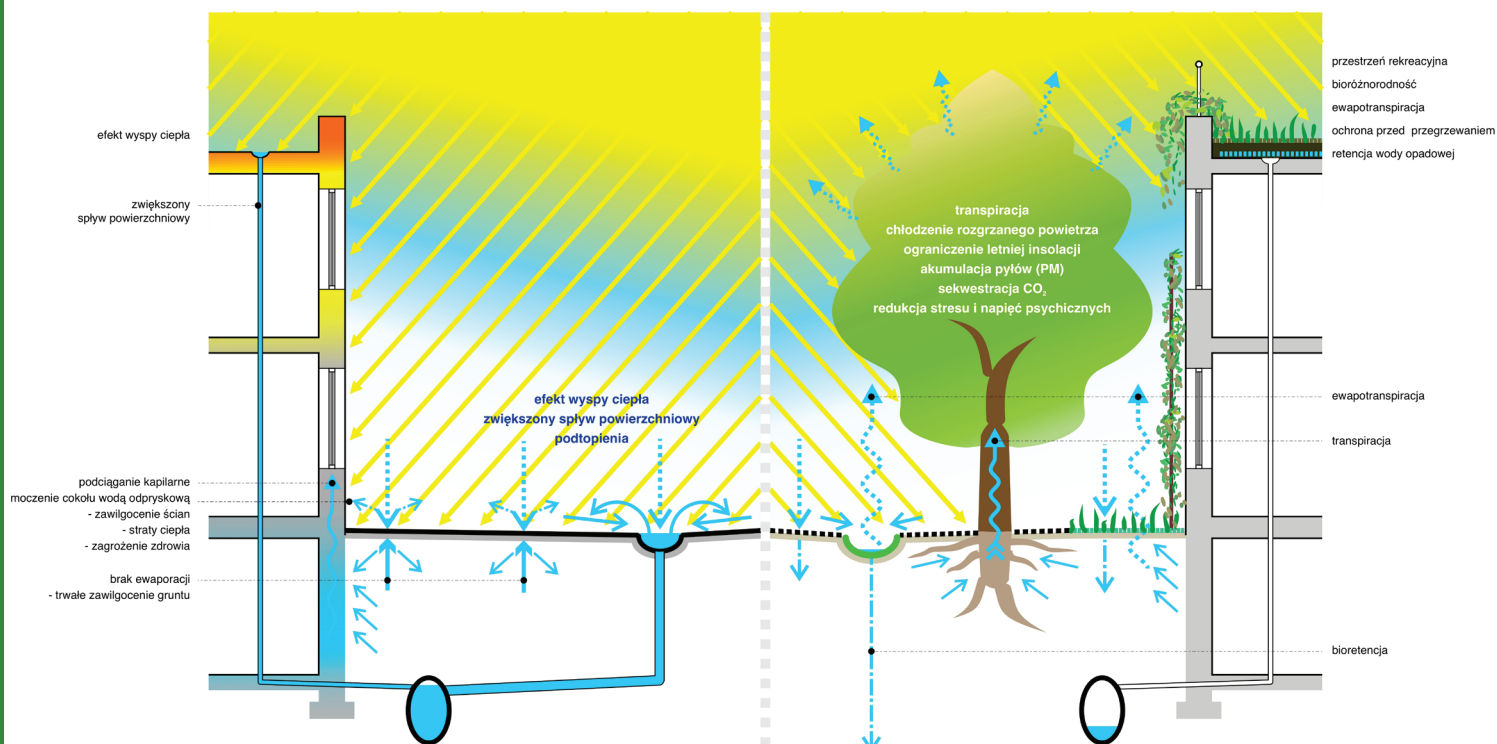 efekt wyspy ciepła
zwiększony
spływ powierzchniowy
podciąganie kapilarne
moczenie cokołu wodą odpryskową
- zawilgocenie ścian
- straty ciepła
- zagrożenie zdrowia
brak ewaporacji
- trwałe zawilgocenie gruntu
efekt wyspy ciepła
zwiększony spływ powierzchniowy
podtopienia
transpiracja
chłodzenie rozgrzanego powietrza
ograniczenie letniej insolacji
akumulacja pyłów (PM)
sekwestracja CO₂
redukcja stresu i napięć psychicznych
przestrzeń rekreacyjna
bioróżnorodność
ewapotranspiracja
ochrona przed przegrzewaniem
retencja wody opadowej
ewapotranspiracja
transpiracja
bioretencja